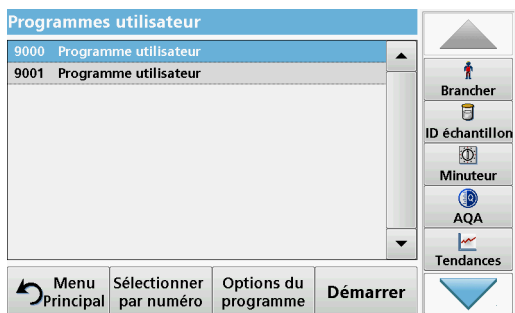 Programmes utilisateur
9000 Programme utilisateur
9001 Programme utilisateur
Brancher
ID échantillon
Minuteur
AQA
Tendances
Menu
Principal
Sélectionner
par numéro
Options du
programme
Démarrer